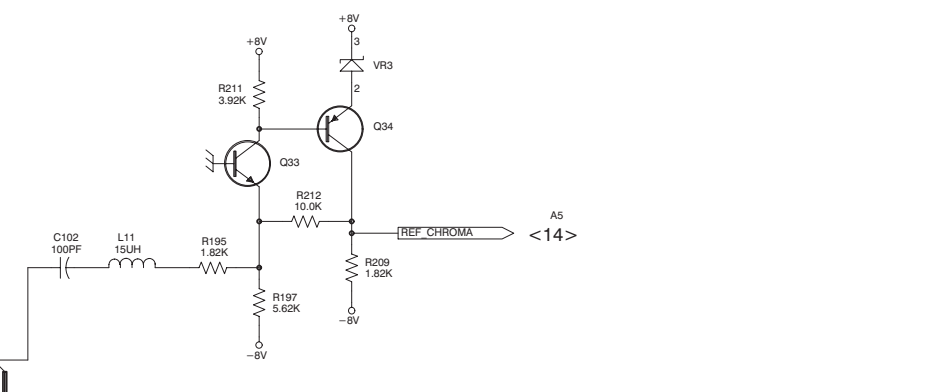 +8V
3
VR3
2
+8V
R211
3.92K
Q34
Q33
R212
10.0K
A5
REF_CHROMA
<14>
C102
100PF
L11
15UH
R195
1.82K
R209
1.82K
R197
5.62K
−8V
−8V